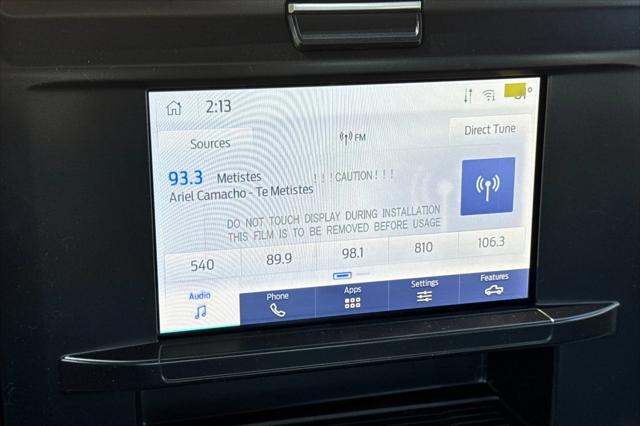 2:13
Sources
FM
Direct Tune
93.3 Metistes
!!!CAUTION!!!
Ariel Camacho - Te Metistes
DO NOT TOUCH DISPLAY DURING INSTALLATION
THIS FILM IS TO BE REMOVED BEFORE USAGE
540 89.9 98.1 810 106.3
Audio Phone Apps Settings Features